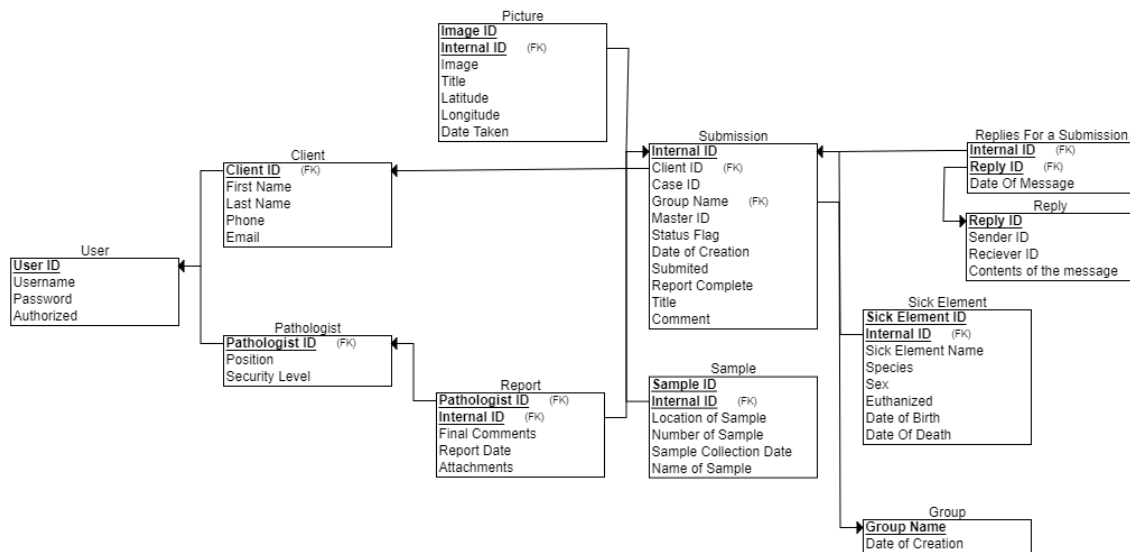 Picture
Image ID
Internal ID (FK)
Image
Title
Latitude
Longitude
Date Taken
Client
Client ID (FK)
First Name
Last Name
Phone
Email
User
User ID
Username
Password
Authorized
Pathologist
Pathologist ID (FK)
Position
Security Level
Report
Pathologist ID (FK)
Internal ID (FK)
Final Comments
Report Date
Attachments
Submission
Internal ID
Client ID (FK)
Case ID
Group Name (FK)
Master ID
Status Flag
Date of Creation
Submited
Report Complete
Title
Comment
Sample
Sample ID
Internal ID (FK)
Location of Sample
Number of Sample
Sample Collection Date
Name of Sample
Replies For a Submission
Internal ID (FK)
Reply ID (FK)
Date Of Message
Reply
Reply ID
Sender ID
Reciever ID
Contents of the message
Sick Element
Sick Element ID
Internal ID (FK)
Sick Element Name
Species
Sex
Euthanized
Date of Birth
Date Of Death
Group
Group Name
Date of Creation